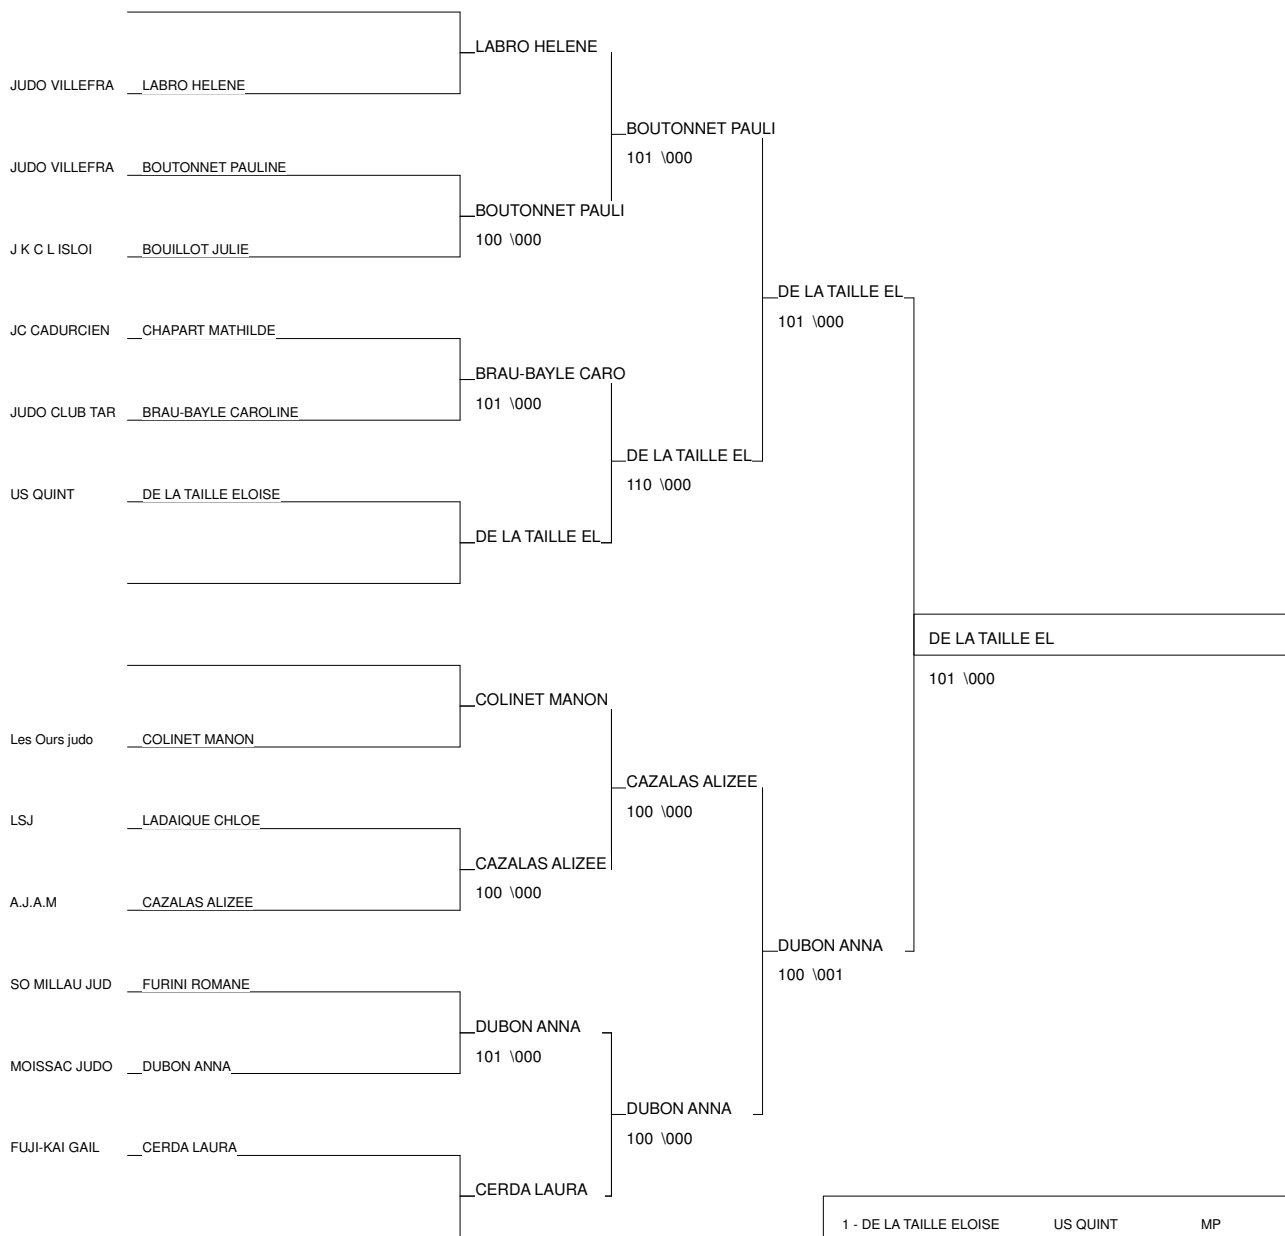 LABRO HELENE
JUDO VILLEFRA LABRO HELENE
BOUTONNET PAULI
101 \000
JUDO VILLEFRA BOUTONNET PAULINE
BOUTONNET PAULI
100 \000
J K C L ISLOI BOUILLOT JULIE
DE LA TAILLE EL
101 \000
JC CADURCIEN CHAPART MATHILDE
BRAU-BAYLE CARO
101 \000
JUDO CLUB TAR BRAU-BAYLE CAROLINE
DE LA TAILLE EL
110 \000
US QUINT DE LA TAILLE ELOISE
DE LA TAILLE EL
DE LA TAILLE EL
101 \000
COLINET MANON
Les Ours judo COLINET MANON
CAZALAS ALIZEE
100 \000
LSJ LADAIQUE CHLOE
CAZALAS ALIZEE
100 \000
A.J.A.M CAZALAS ALIZEE
DUBON ANNA
100 \001
SO MILLAU JUD FURINI ROMANE
DUBON ANNA
101 \000
MOISSAC JUDO DUBON ANNA
DUBON ANNA
100 \000
FUJI-KAI GAIL CERDA LAURA
CERDA LAURA
1 - DE LA TAILLE ELOISE US QUINT MP